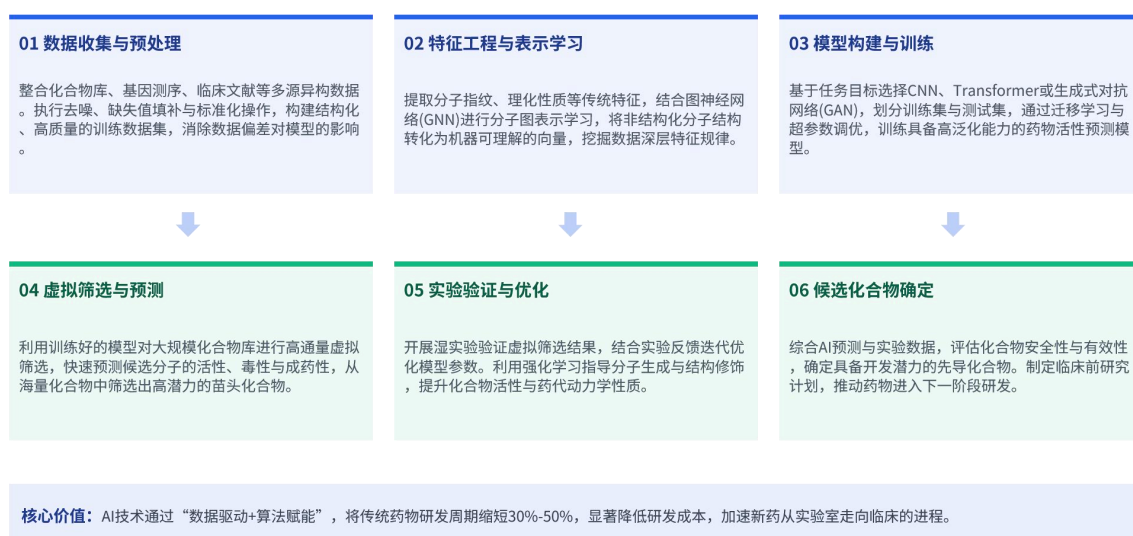 01 数据收集与预处理
整合化合物库、基因测序、临床文献等多源异构数据
。执行去噪、缺失值填补与标准化操作，构建结构化
、高质量的训练数据集，消除数据偏差对模型的影响
。
02 特征工程与表示学习
提取分子指纹、理化性质等传统特征，结合图神经网
络(GNN)进行分子图表示学习，将非结构化分子结构
转化为机器可理解的向量，挖掘数据深层特征规律。
03 模型构建与训练
基于任务目标选择CNN、Transformer或生成式对抗
网络(GAN)，划分训练集与测试集，通过迁移学习与
超参数调优，训练具备高泛化能力的药物活性预测模
型。
04 虚拟筛选与预测
利用训练好的模型对大规模化合物库进行高通量虚拟
筛选，快速预测候选分子的活性、毒性与成药性，从
海量化合物中筛选出高潜力的苗头化合物。
05 实验验证与优化
开展湿实验验证虚拟筛选结果，结合实验反馈迭代优
化模型参数。利用强化学习指导分子生成与结构修饰
，提升化合物活性与药代动力学性质。
06 候选化合物确定
综合AI预测与实验数据，评估化合物安全性与有效性
，确定具备开发潜力的先导化合物。制定临床前研究
计划，推动药物进入下一阶段研发。
核心价值：AI技术通过“数据驱动+算法赋能”，将传统药物研发周期缩短30%-50%，显著降低研发成本，加速新药从实验室走向临床的进程。